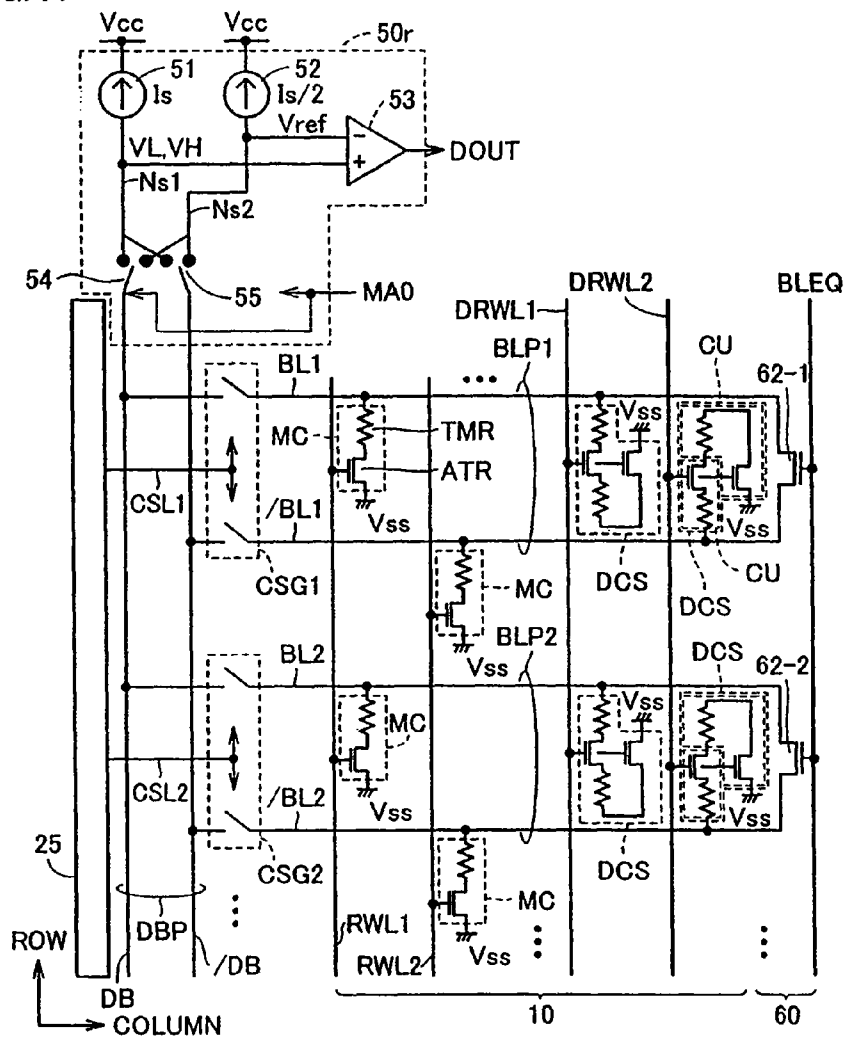 Vcc Vcc 50r
51 52 53
Is Is/2
Vref
VL,VH − + DOUT
Ns1
Ns2
54 55 MA0
DRWL1 DRWL2 BLEQ
BL1 ••• BLP1 CU 62-1
MC TMR Vss
ATR
CSL1 /BL1 Vss Vss
CSG1 DCS DCS CU
MC
BL2 Vss BLP2 DCS 62-2
MC Vss
CSL2 /BL2 Vss Vss
25 CSG2 DCS
MC
DBP RWL1 Vss
ROW /DB RWL2
DB
COLUMN 10 60